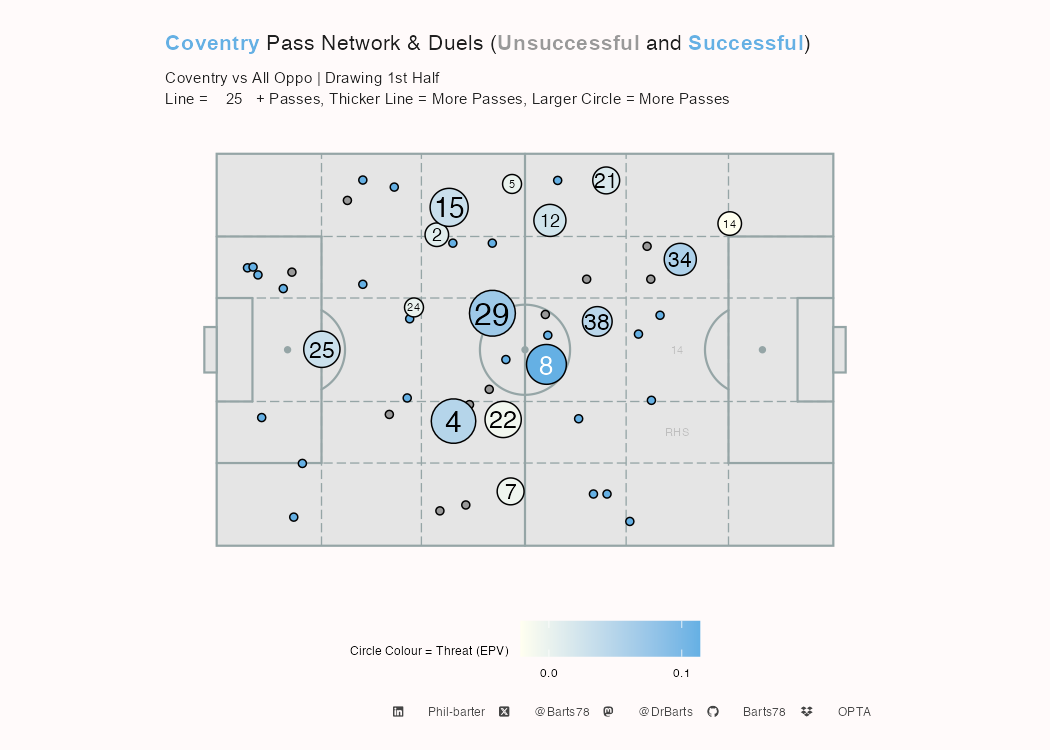 Coventry Pass Network & Duels (Unsuccessful and Successful)
Coventry vs All Oppo | Drawing 1st Half
Line = 25 + Passes, Thicker Line = More Passes, Larger Circle = More Passes
5
21
15
12
14
2
34
24
29
38
25
14
8
4
22
RHS
7
Circle Colour = Threat (EPV)
0.0 0.1
Phil-barter @Barts78 @DrBarts Barts78 OPTA